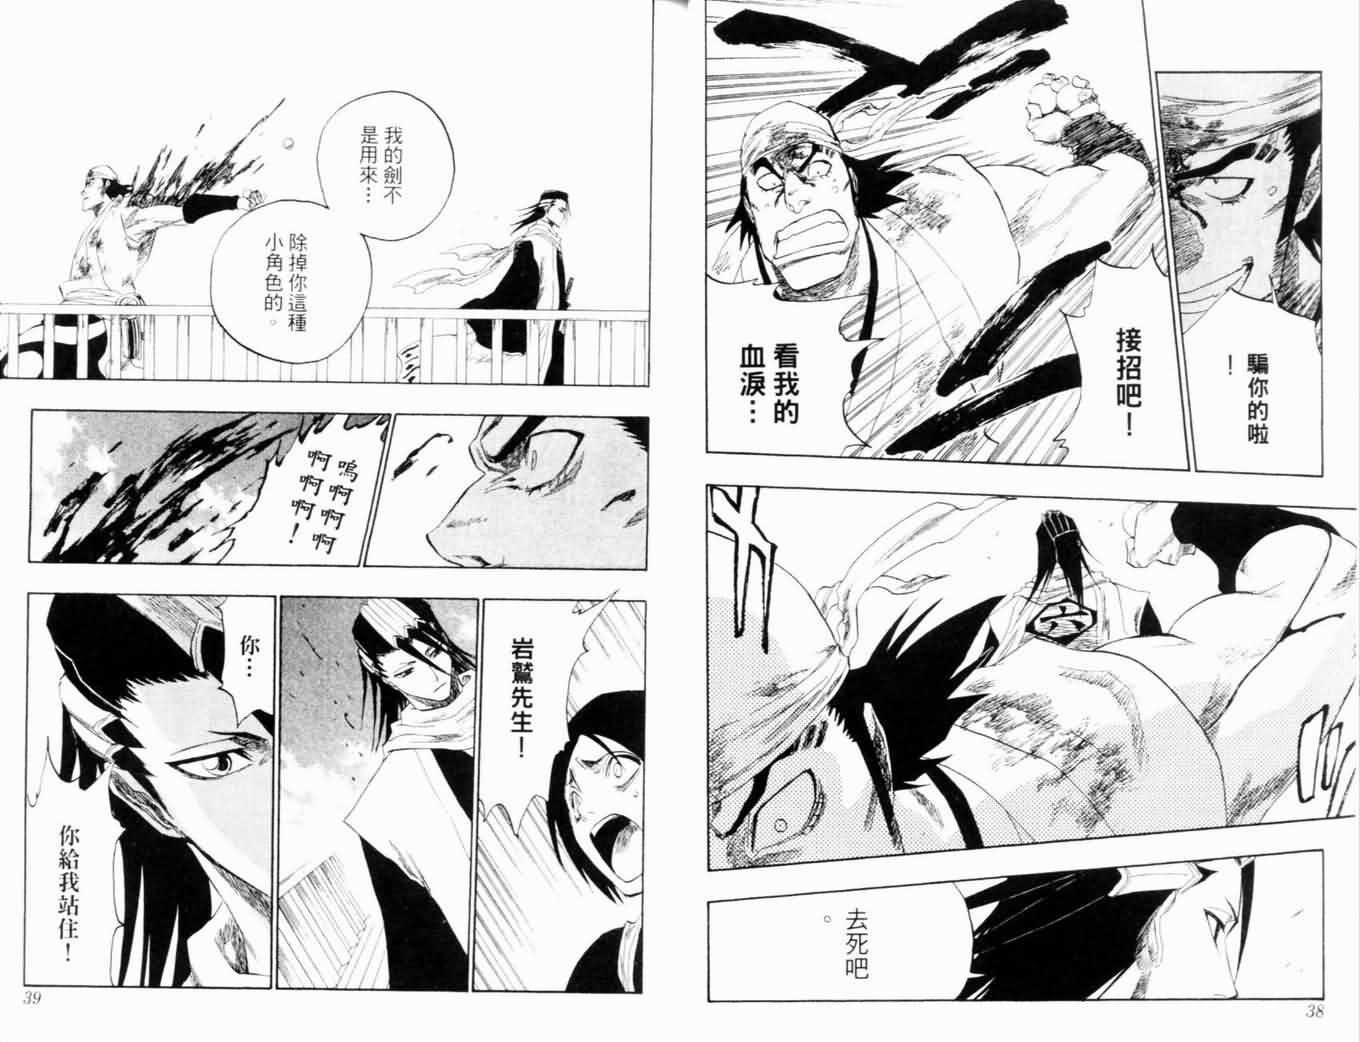 騙你的啦
！
接招吧！
看我的
血淚…
去死吧
。
38
我的劍不
是用來…
除掉你這種
小角色的。
嗚啊啊啊
啊啊啊！
岩鷲先生！
你…
你給我站住！
39